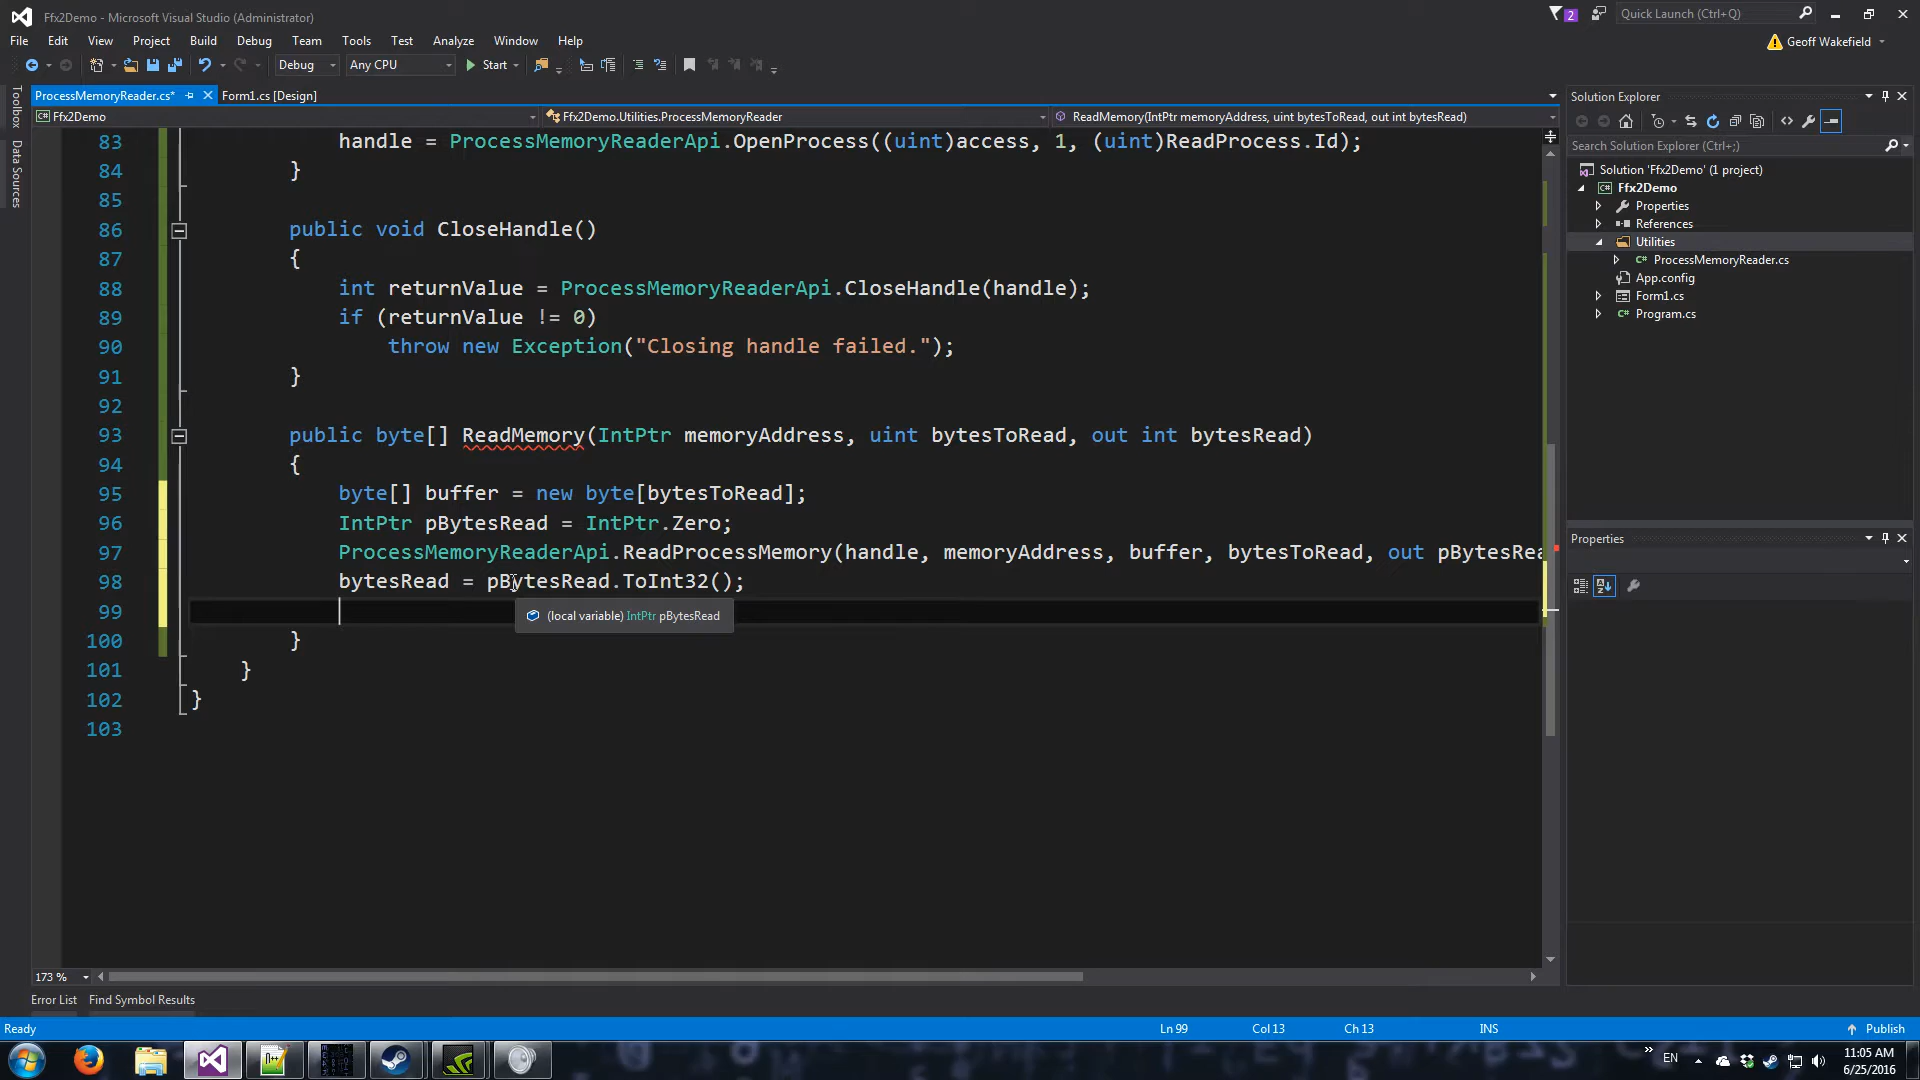 Ffx2Demo - Microsoft Visual Studio (Administrator)
2
Quick Launch (Ctrl+Q)
File Edit View Project Build Debug Team Tools Test Analyze Window Help
Geoff Wakefield
Debug
Any CPU
Start
ProcessMemoryReader.cs*
Form1.cs [Design]
Ffx2Demo
Ffx2Demo.Utilities.ProcessMemoryReader
ReadMemory(IntPtr memoryAddress, uint bytesToRead, out int bytesRead)
Toolbox
Data Sources
83 handle = ProcessMemoryReaderApi.OpenProcess((uint)access, 1, (uint)ReadProcess.Id);
84 }
85
86 public void CloseHandle()
87 {
88 int returnValue = ProcessMemoryReaderApi.CloseHandle(handle);
89 if (returnValue != 0)
90 throw new Exception("Closing handle failed.");
91 }
92
93 public byte[] ReadMemory(IntPtr memoryAddress, uint bytesToRead, out int bytesRead)
94 {
95 byte[] buffer = new byte[bytesToRead];
96 IntPtr pBytesRead = IntPtr.Zero;
97 ProcessMemoryReaderApi.ReadProcessMemory(handle, memoryAddress, buffer, bytesToRead, out pBytesRea
98 bytesRead = pBytesRead.ToInt32();
99
(local variable) IntPtr pBytesRead
100 }
101 }
102 }
103
173 %
Error List Find Symbol Results
Solution Explorer
Search Solution Explorer (Ctrl+;)
Solution 'Ffx2Demo' (1 project)
Ffx2Demo
Properties
References
Utilities
ProcessMemoryReader.cs
App.config
Form1.cs
Program.cs
Properties
Ready
Ln 99
Col 13
Ch 13
INS
Publish
EN
11:05 AM
6/25/2016